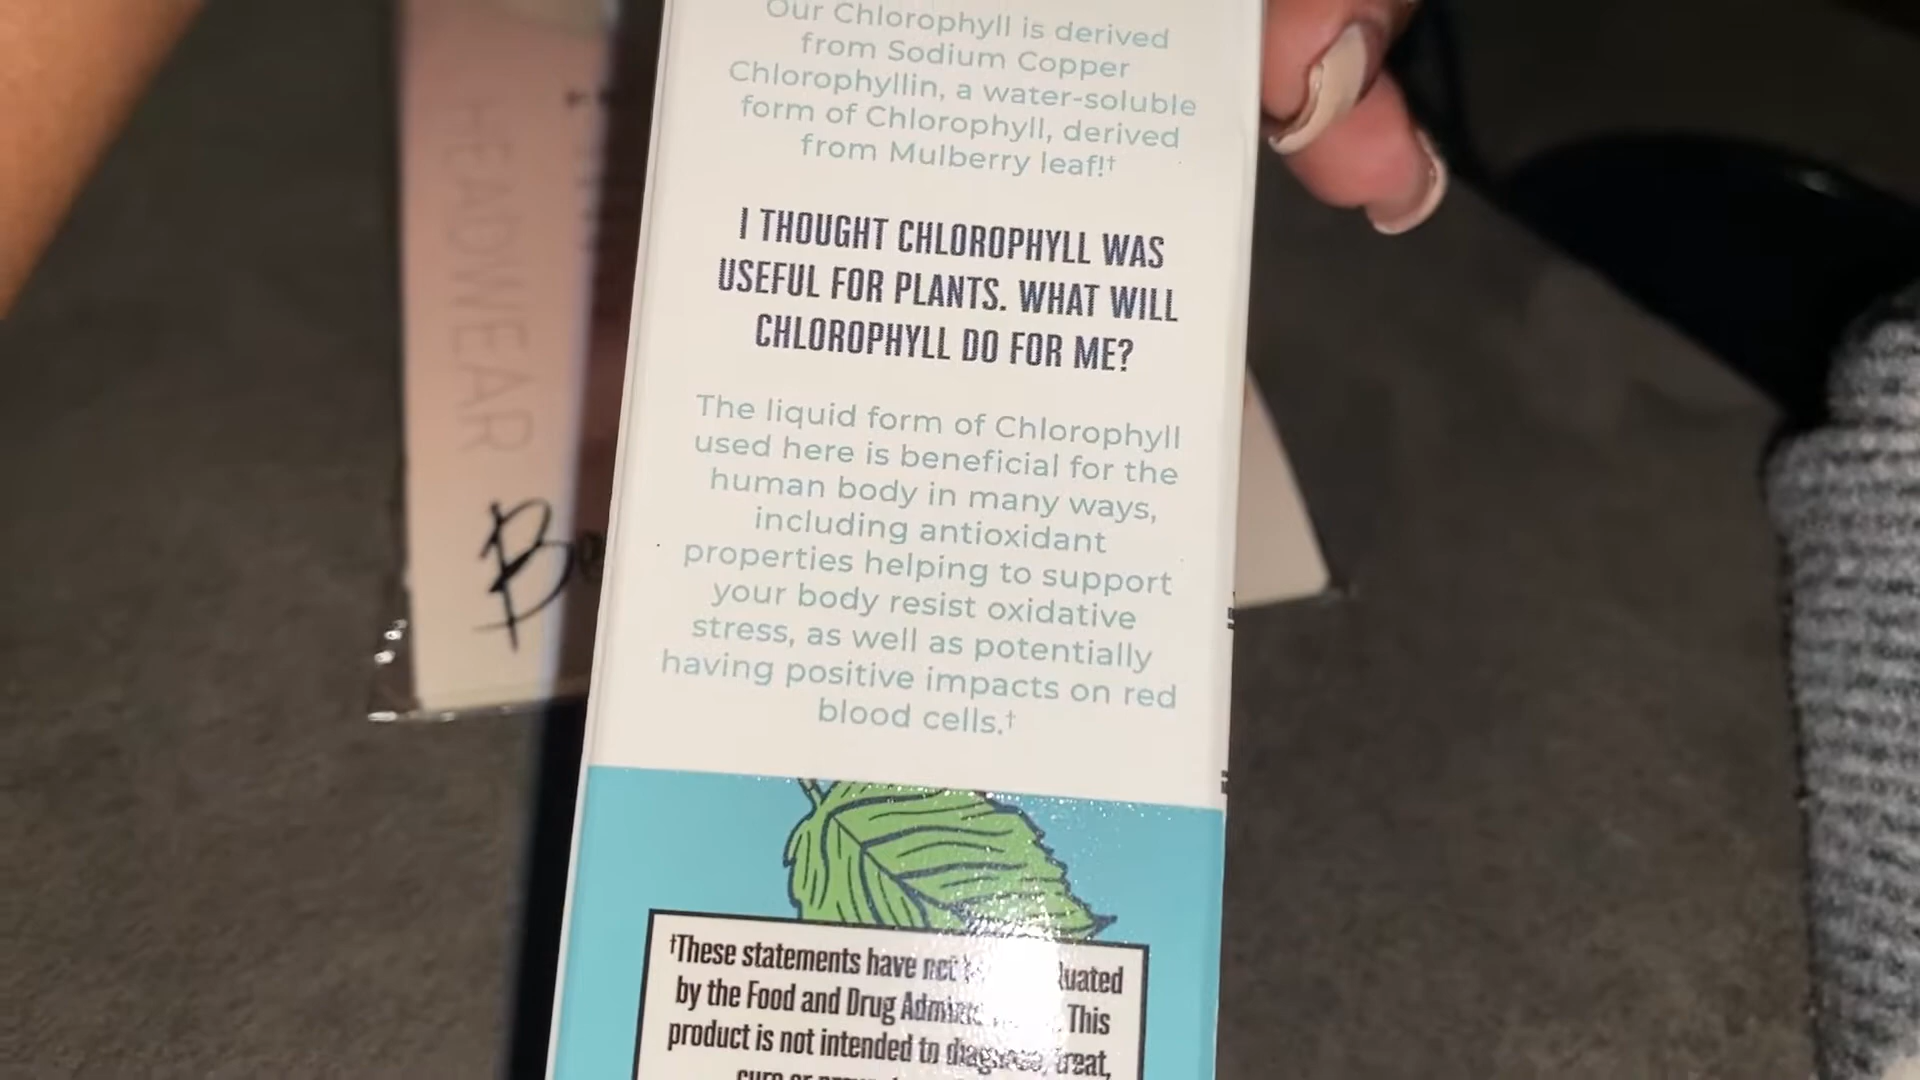 Our Chlorophyll is derived
from Sodium Copper
Chlorophyllin, a water-soluble
form of Chlorophyll, derived
from Mulberry leaf!†
I THOUGHT CHLOROPHYLL WAS
USEFUL FOR PLANTS. WHAT WILL
CHLOROPHYLL DO FOR ME?
The liquid form of Chlorophyll
used here is beneficial for the
human body in many ways,
including antioxidant
properties helping to support
your body resist oxidative
stress, as well as potentially
having positive impacts on red
blood cells.†
†These statements have not
by the Food and Drug This
product is not intended to treat,
HEADWEAR